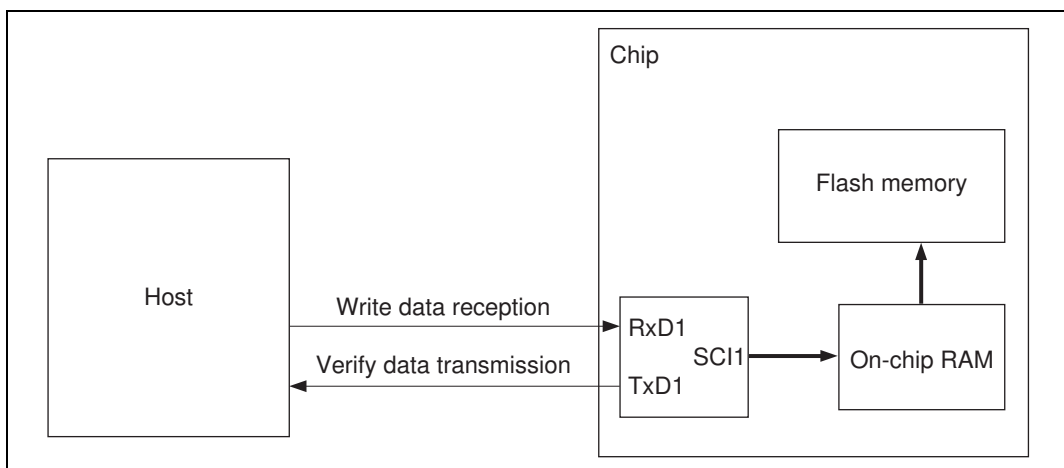 Chip
Flash memory
Host
Write data reception
RxD1
SCI1
On-chip RAM
Verify data transmission
TxD1